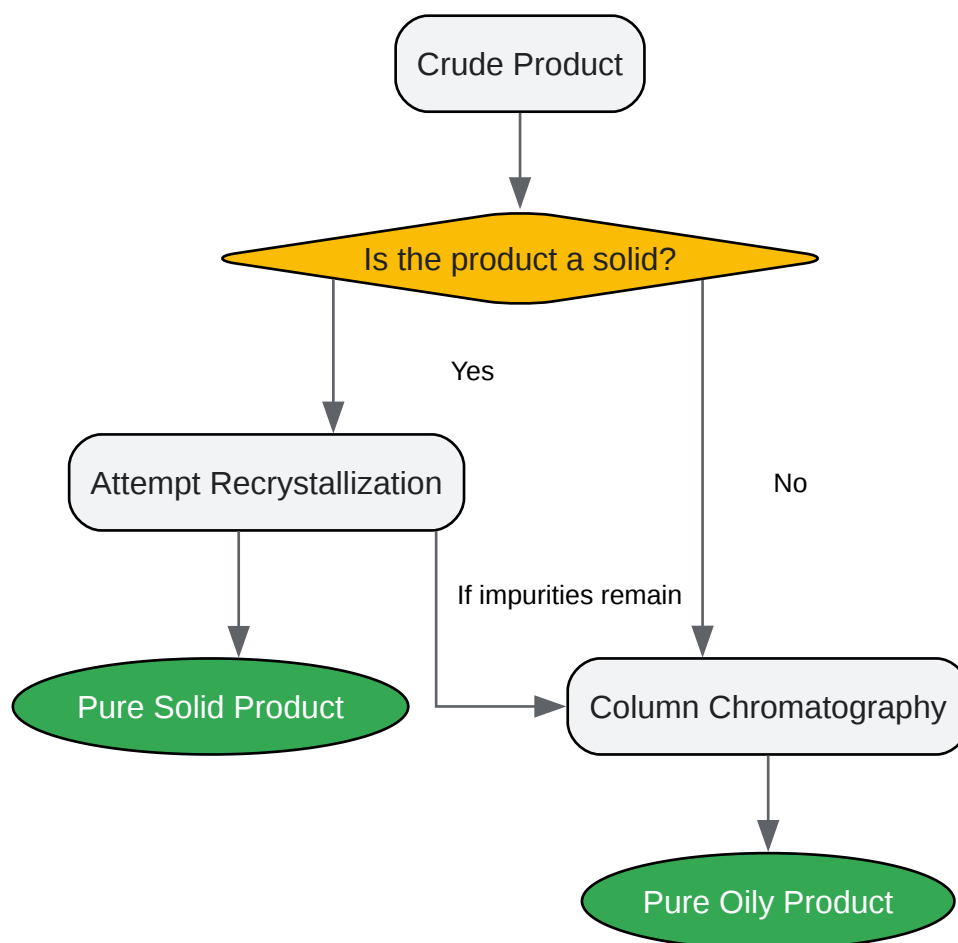 Crude Product
Is the product a solid?
Yes
Attempt Recrystallization
No
If impurities remain
Pure Solid Product
Column Chromatography
Pure Oily Product